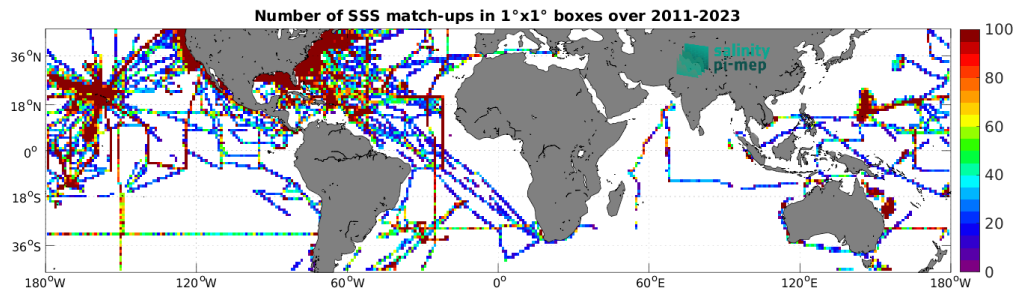 Number of SSS match-ups in 1°x1° boxes over 2011-2023
salinity
pi-mep
36°N
18°N
0°
18°S
36°S
180°W
120°W
60°W
0°
60°E
120°E
180°W
100
80
60
40
20
0